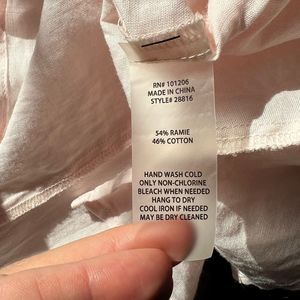 RN# 101206
MADE IN CHINA
STYLE# 28816
54% RAMIE
46% COTTON
HAND WASH COLD
ONLY NON-CHLORINE
BLEACH WHEN NEEDED
HANG TO DRY
COOL IRON IF NEEDED
MAY BE DRY CLEANED